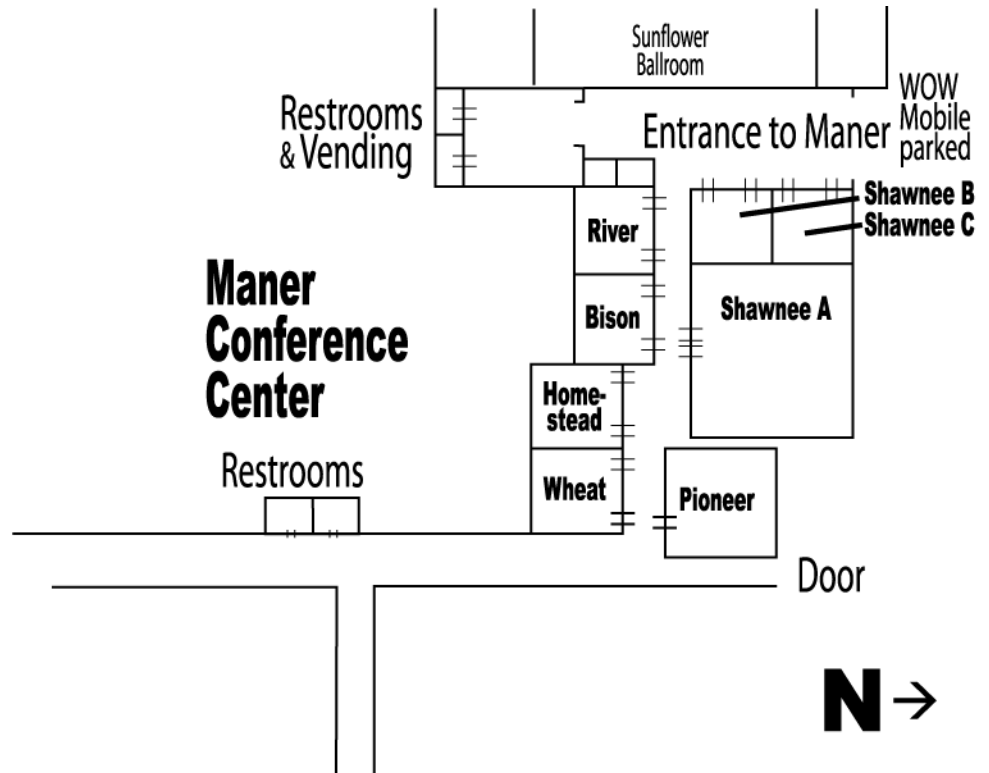 Sunflower
Ballroom
WOW
Mobile
parked
Restrooms
& Vending
Entrance to Maner
Shawnee B
Shawnee C
River
Maner
Conference
Center
Bison
Shawnee A
Home-
stead
Restrooms
Wheat
Pioneer
Door
N